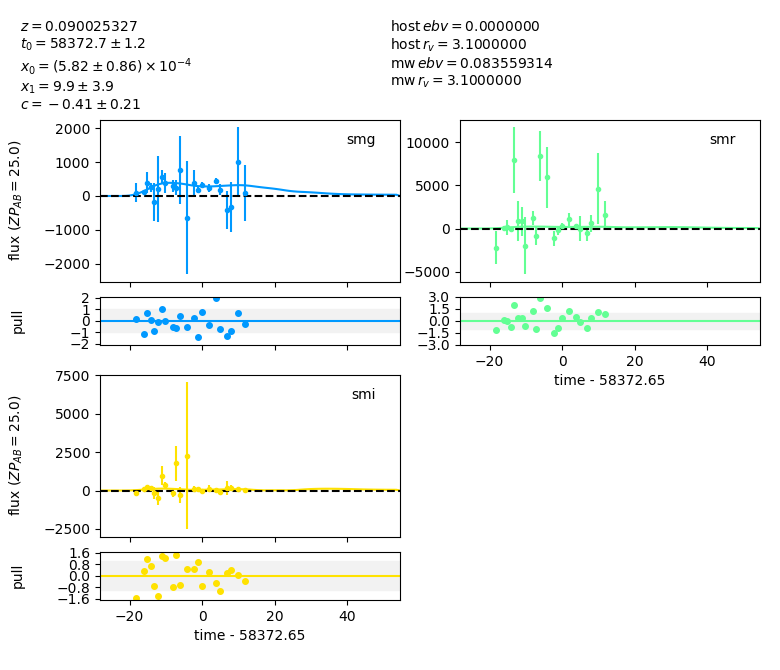 z = 0.090025327
t₀ = 58372.7 ± 1.2
x₀ = (5.82 ± 0.86) × 10⁻⁴
x₁ = 9.9 ± 3.9
c = −0.41 ± 0.21
host ebv = 0.0000000
host r_v = 3.1000000
mw ebv = 0.083559314
mw r_v = 3.1000000
smg
flux (ZP_AB = 25.0)
2000
1000
0
−1000
−2000
pull
2
1
0
−1
−2
smr
10000
5000
0
−5000
3.0
1.5
0.0
−1.5
−3.0
−20 0 20 40
time - 58372.65
smi
flux (ZP_AB = 25.0)
7500
5000
2500
0
−2500
pull
1.6
0.8
0.0
−0.8
−1.6
−20 0 20 40
time - 58372.65